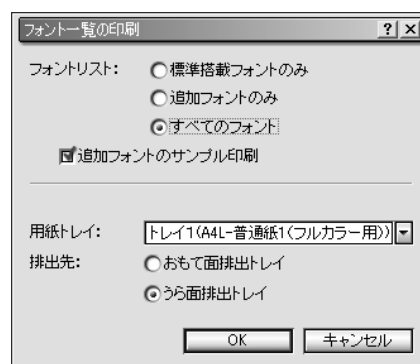 フォント一覧の印刷
フォントリスト: 標準搭載フォントのみ
追加フォントのみ
すべてのフォント
追加フォントのサンプル印刷
用紙トレイ: トレイ1(A4L-普通紙1(フルカラー用))
排出先: おもて面排出トレイ
うら面排出トレイ
OK キャンセル